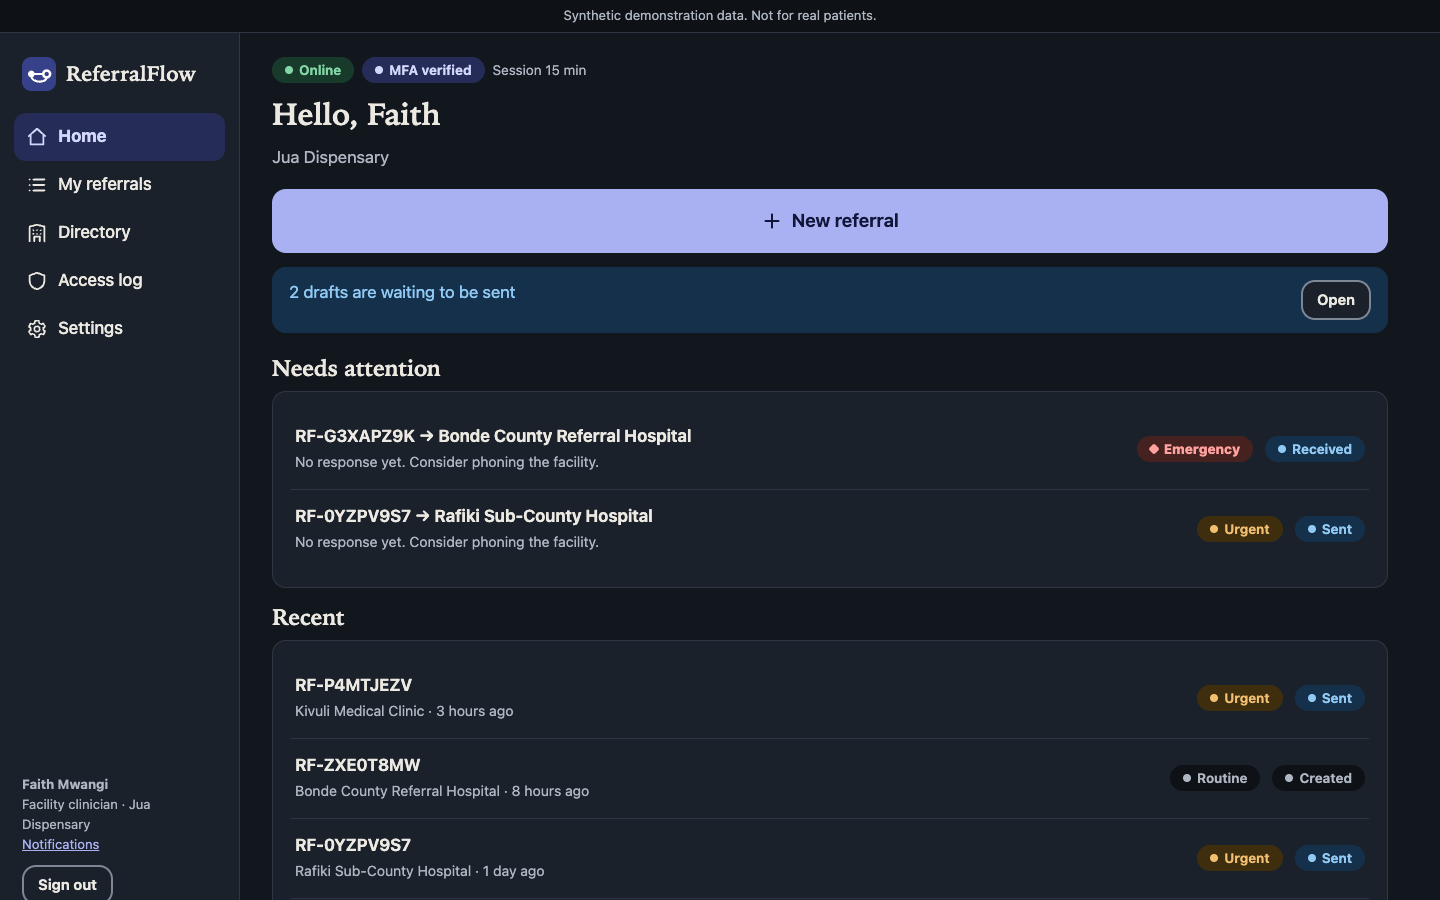 Synthetic demonstration data. Not for real patients.
ReferralFlow
Home
My referrals
Directory
Access log
Settings
Faith Mwangi
Facility clinician · Jua
Dispensary
Notifications
Sign out
Online
MFA verified
Session 15 min
Hello, Faith
Jua Dispensary
New referral
2 drafts are waiting to be sent
Open
Needs attention
RF-G3XAPZ9K → Bonde County Referral Hospital
No response yet. Consider phoning the facility.
Emergency
Received
RF-0YZPV9S7 → Rafiki Sub-County Hospital
No response yet. Consider phoning the facility.
Urgent
Sent
Recent
RF-P4MTJEZV
Kivuli Medical Clinic · 3 hours ago
Urgent
Sent
RF-ZXE0T8MW
Bonde County Referral Hospital · 8 hours ago
Routine
Created
RF-0YZPV9S7
Rafiki Sub-County Hospital · 1 day ago
Urgent
Sent